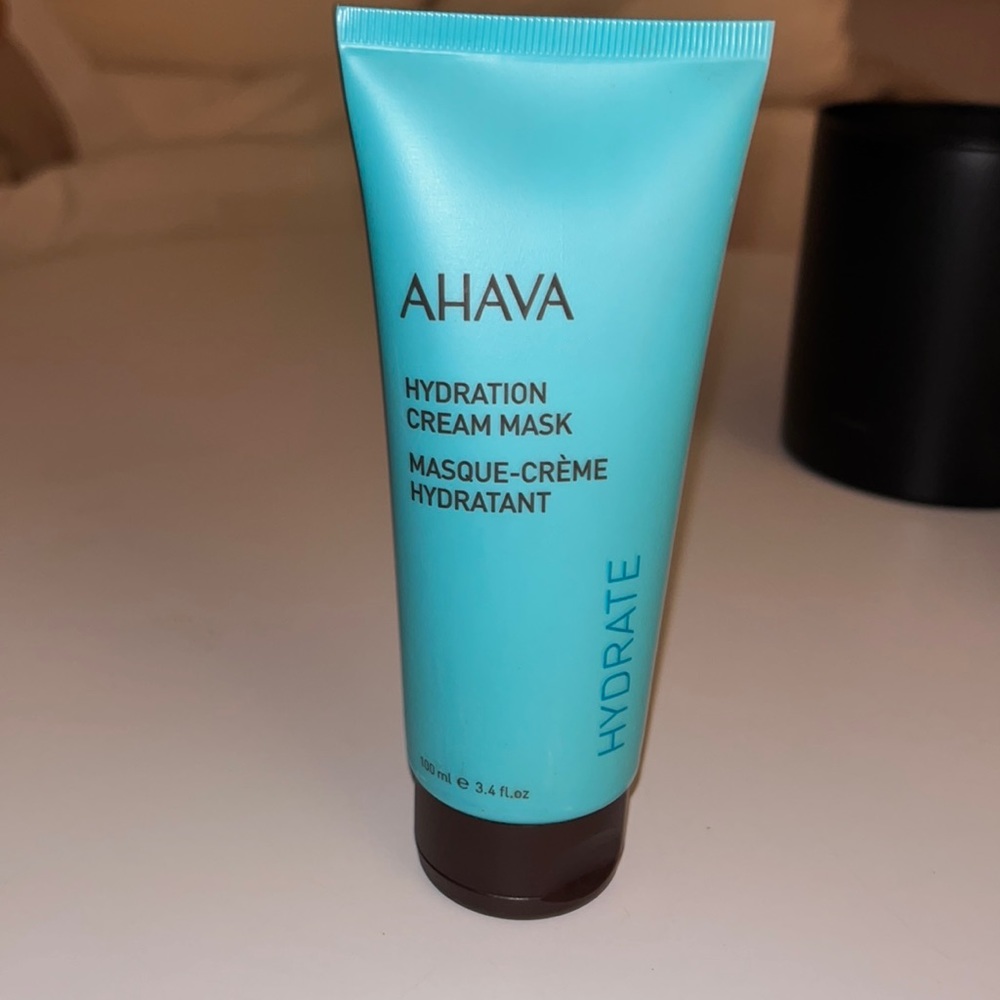 AHAVA
HYDRATION
CREAM MASK
MASQUE-CRÈME
HYDRATANT
HYDRATE
100 ml ℮ 3.4 fl.oz